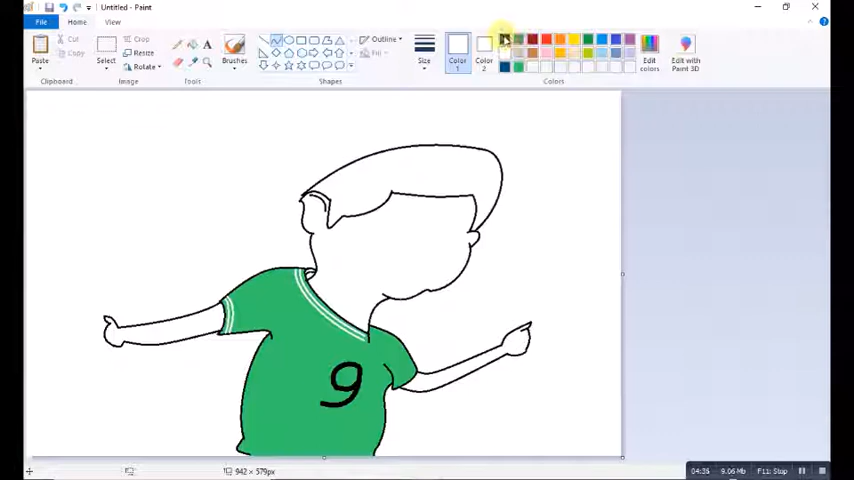 Untitled - Paint
File
Home
View
Paste
Cut
Copy
Clipboard
Select
Crop
Resize
Rotate
Image
A
Tools
Brushes
Outline
Fill
Shapes
Size
Color
1
Color
2
Edit
colors
Colors
Edit with
Paint 3D
9
942 × 579px
04:35
9.06 Mb
F11: Stop